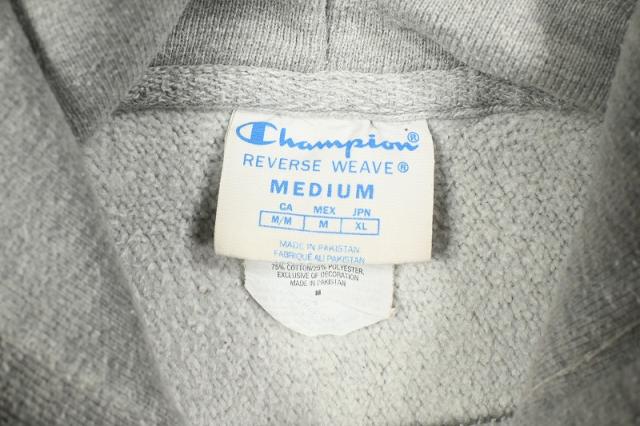 Champion®
REVERSE WEAVE®
MEDIUM
CA MEX JPN
M/M M XL
MADE IN PAKISTAN
FABRIQUÉ AU PAKISTAN
75% COTTON/25% POLYESTER,
EXCLUSIVE OF DECORATION
MADE IN PAKISTAN
M